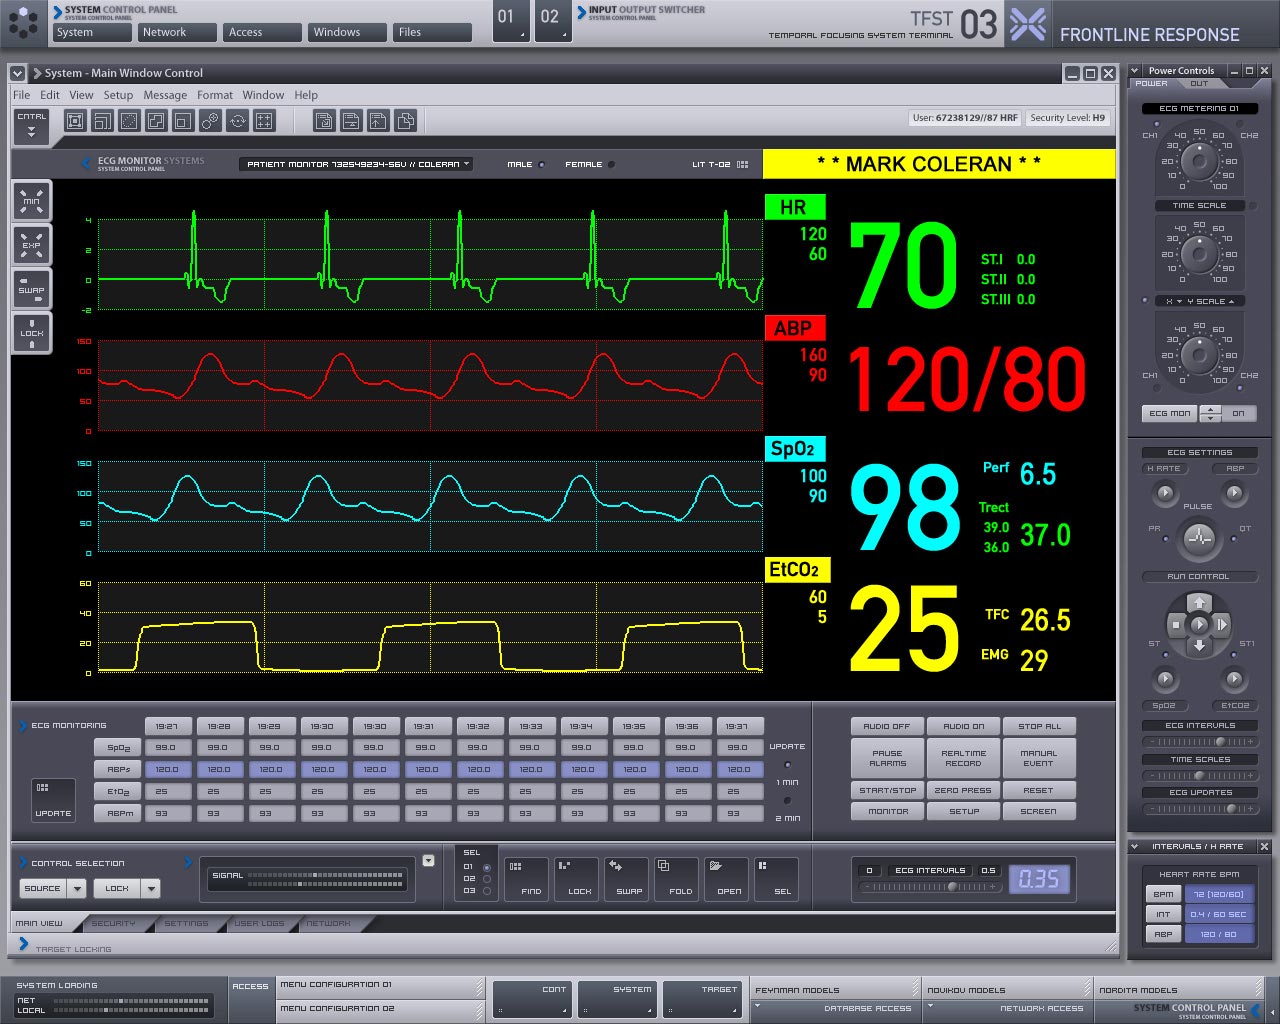 SYSTEM CONTROL PANEL
SYSTEM CONTROL PANEL
System Network Access Windows Files
01 02
INPUT OUTPUT SWITCHER
SYSTEM CONTROL PANEL
TFST 03
TEMPORAL FOCUSING SYSTEM TERMINAL
FRONTLINE RESPONSE
System - Main Window Control
File Edit View Setup Message Format Window Help
CNTRL
User: 67238129//87 HRF Security Level: H9
ECG MONITOR SYSTEMS
SYSTEM CONTROL PANEL
PATIENT MONITOR 732549234-56V // COLERAN
MALE FEMALE
LIT T-02
* * MARK COLERAN * *
MIN
EXP
SWAP
LOCK
4
2
0
-2
HR
120
60
70
ST.I 0.0
ST.II 0.0
ST.III 0.0
150
100
50
0
ABP
160
90
120/80
150
100
50
0
SpO2
100
90
98
Perf 6.5
Trect
39.0
36.0
37.0
60
40
20
0
EtCO2
60
5
25
TFC 26.5
EMG 29
ECG MONITORING
19:27 19:28 19:29 19:30 19:30 19:31 19:32 19:33 19:34 19:35 19:36 19:37
SpO2 99.0 99.0 99.0 99.0 99.0 99.0 99.0 99.0 99.0 99.0 99.0 99.0
ABPs 120.0 120.0 120.0 120.0 120.0 120.0 120.0 120.0 120.0 120.0 120.0 120.0
EtO2 25 25 25 25 25 25 25 25 25 25 25 25
ABPm 93 93 93 93 93 93 93 93 93 93 93 93
UPDATE
UPDATE
1 MIN
2 MIN
AUDIO OFF AUDIO ON STOP ALL
PAUSE ALARMS REALTIME RECORD MANUAL EVENT
START/STOP ZERO PRESS RESET
MONITOR SETUP SCREEN
CONTROL SELECTION
SOURCE LOCK
SIGNAL
SEL
01
02
03
FIND LOCK SWAP FOLD OPEN SEL
0 ECG INTERVALS 0.5
0.35
MAIN VIEW SECURITY SETTINGS USER LOGS NETWORK
TARGET LOCKING
Power Controls
POWER OUT
ECG METERING 01
CH1 CH2
0 10 20 30 40 50 60 70 80 90 100
TIME SCALE
0 10 20 30 40 50 60 70 80 90 100
X Y SCALE
0 10 20 30 40 50 60 70 80 90 100
CH1 CH2
ECG MON ON
ECG SETTINGS
H RATE ABP
PULSE
PR QT
RUN CONTROL
ST ST1
SpO2 EtCO2
ECG INTERVALS
TIME SCALES
ECG UPDATES
INTERVALS / H RATE
HEART RATE BPM
BPM 72 [120/60]
INT 0.4 / 60 SEC
ABP 120 / 80
SYSTEM LOADING
NET
LOCAL
ACCESS
MENU CONFIGURATION 01
MENU CONFIGURATION 02
CONT SYSTEM TARGET
FEYNMAN MODELS NOVIKOV MODELS NORDITA MODELS
DATABASE ACCESS NETWORK ACCESS
SYSTEM CONTROL PANEL
SYSTEM CONTROL PANEL